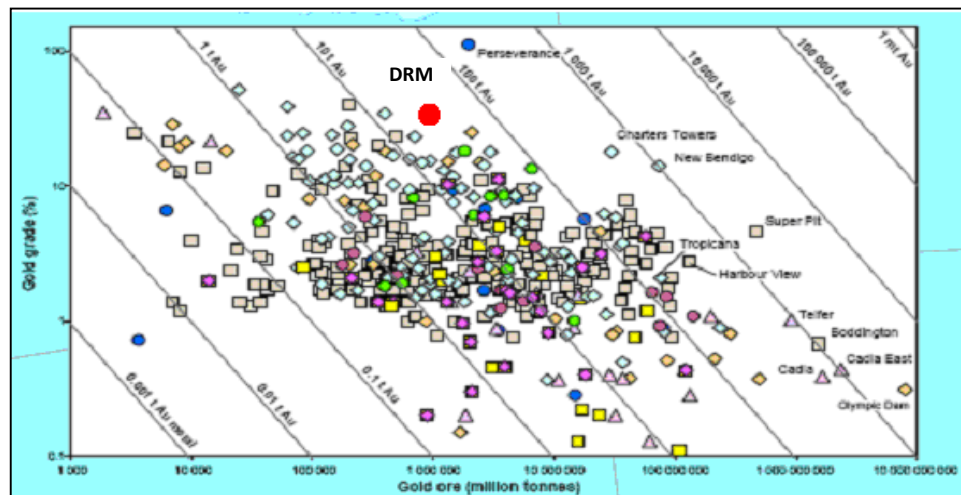 100
10
1
0.1
Gold grade (%)
1 t Au
10 t Au
100 t Au
1 000 t Au
10 000 t Au
100 000 t Au
1 mt Au
0.1 t Au
0.01 t Au
DRM
Perseverance
Charters Towers
New Bendigo
Super Pit
Tropicana
Harbour View
Telfer
Boddington
Cadia East
Cadia
Olympic Dam
1 000
10 000
100 000
1 000 000
10 000 000
100 000 000
1 000 000 000
10 000 000 000
Gold ore (million tonnes)